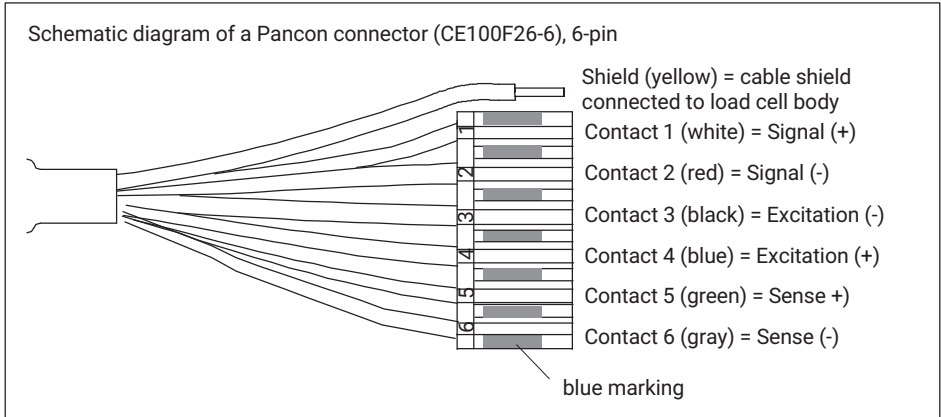 Schematic diagram of a Pancon connector (CE100F26-6), 6-pin
Shield (yellow) = cable shield
connected to load cell body
1
Contact 1 (white) = Signal (+)
2
Contact 2 (red) = Signal (-)
3
Contact 3 (black) = Excitation (-)
4
Contact 4 (blue) = Excitation (+)
5
Contact 5 (green) = Sense +)
6
Contact 6 (gray) = Sense (-)
blue marking